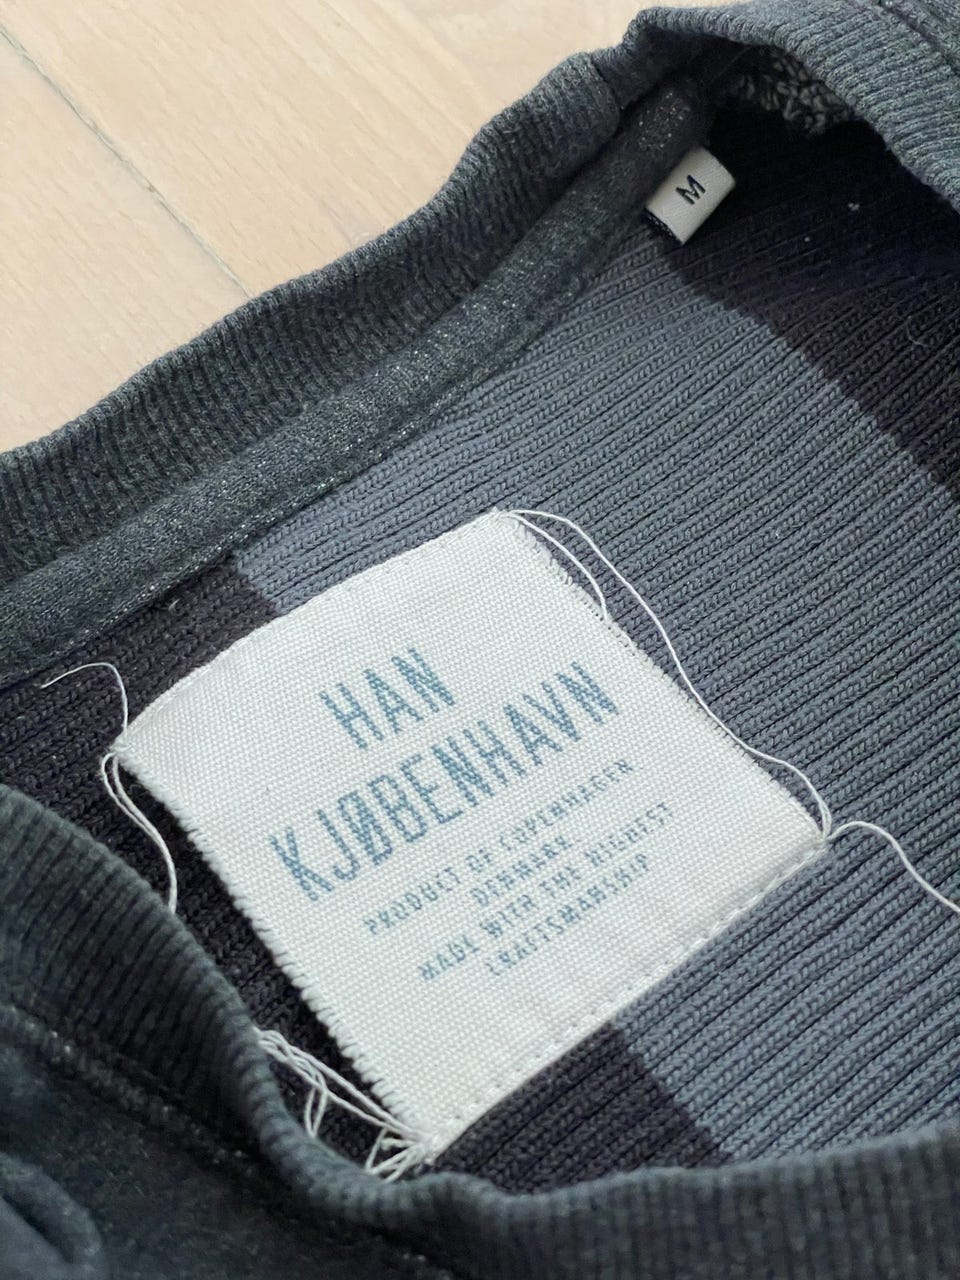 M
HAN
KJØBENHAVN
PRODUCT OF COPENHAGEN
DENMARK
MADE WITH THE HIGHEST
CRAFTSMANSHIP